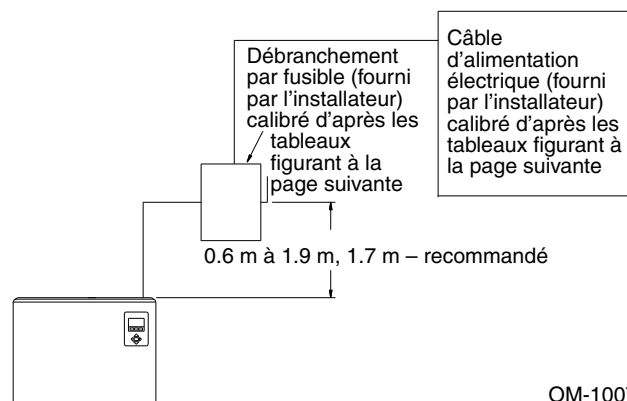 Débranchement
par fusible (fourni
par l’installateur)
calibré d’après les
tableaux
figurant à la
page suivante
Câble
d’alimentation
électrique (fourni
par l’installateur)
calibré d’après les
tableaux figurant à
la page suivante
0.6 m à 1.9 m, 1.7 m – recommandé